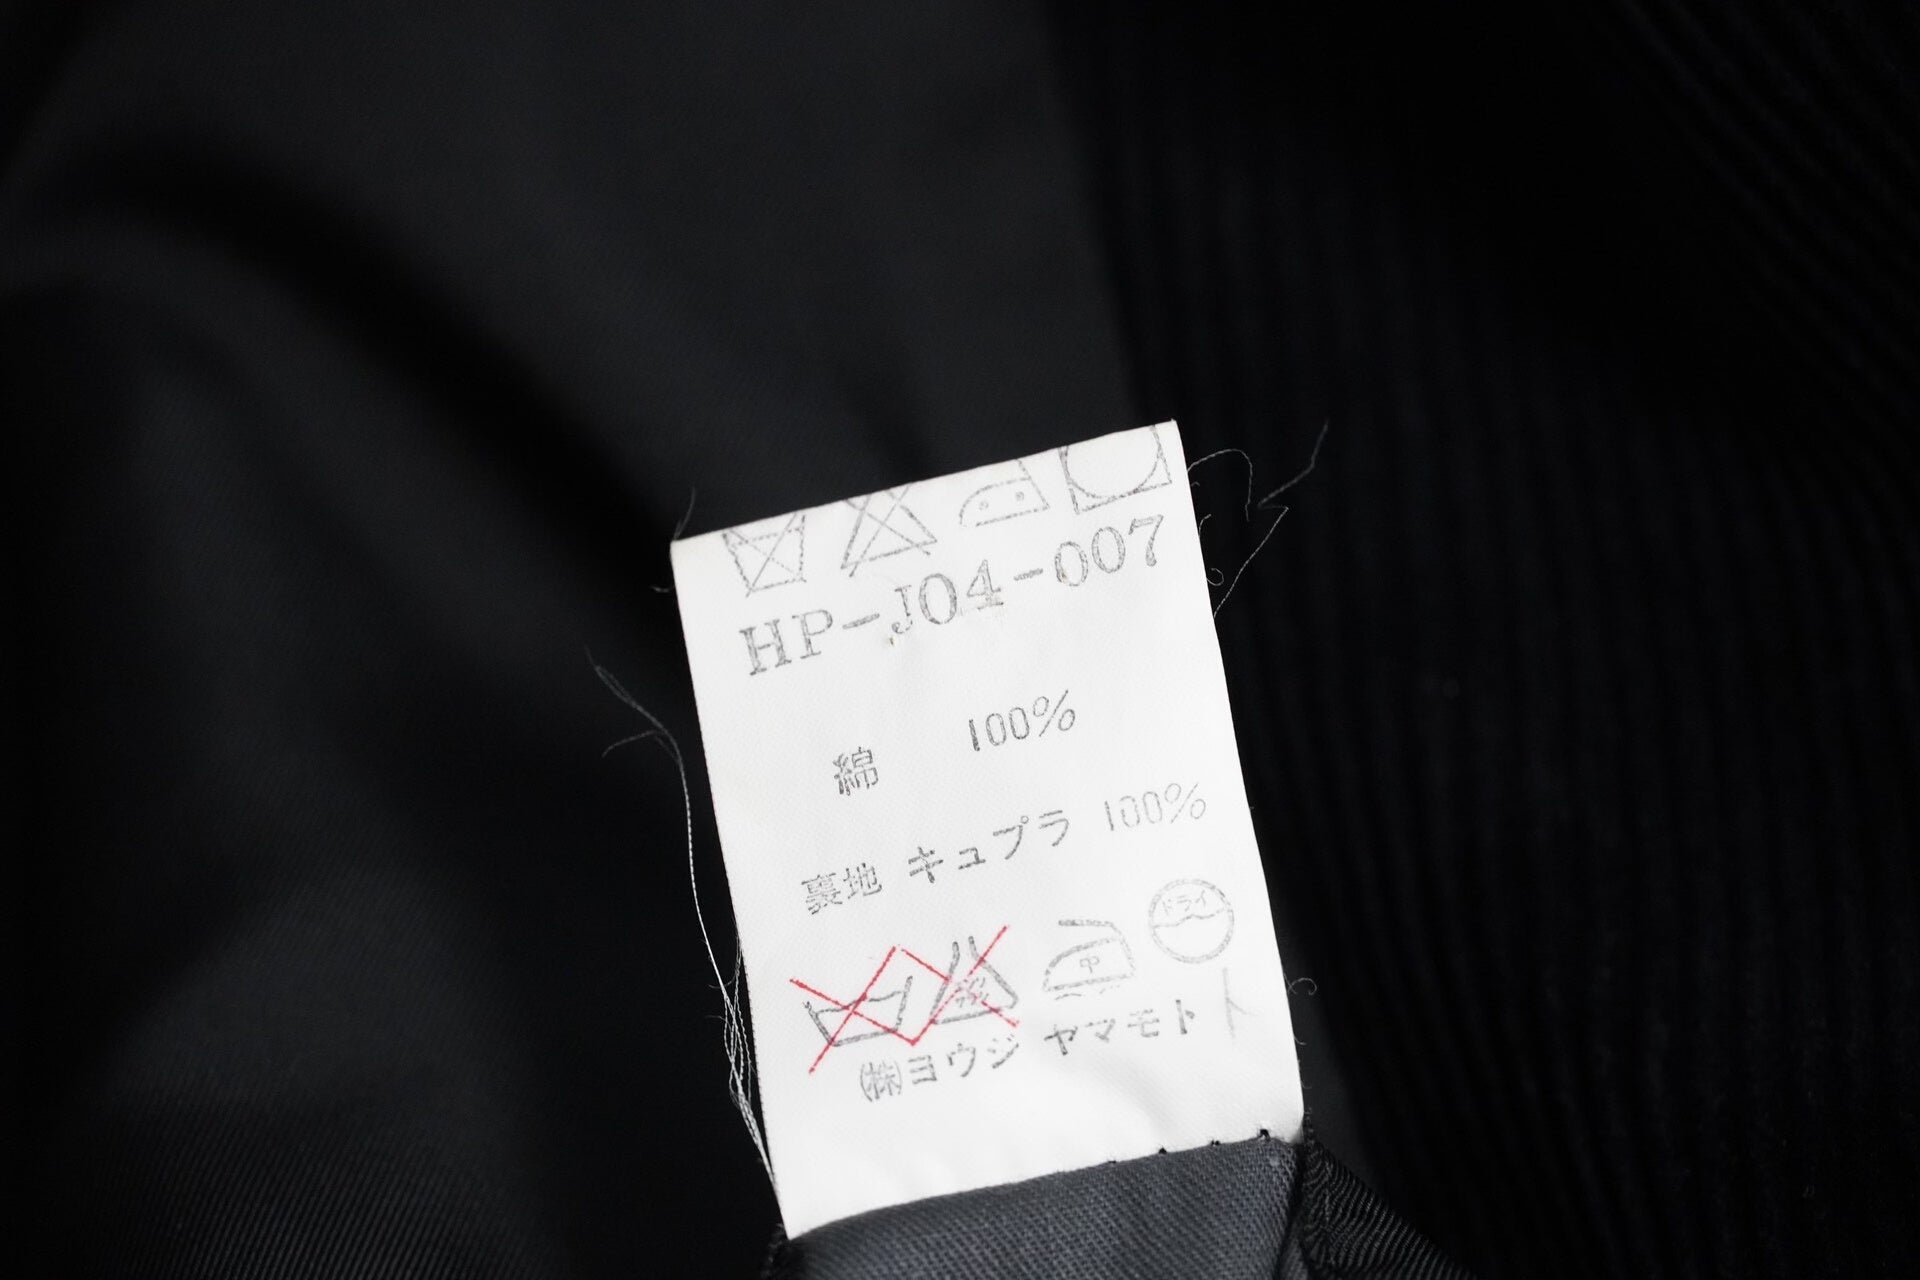 HP-J04-007
綿 100%
裏地 キュプラ 100%
中 ドライ
㈱ヨウジ ヤマモト